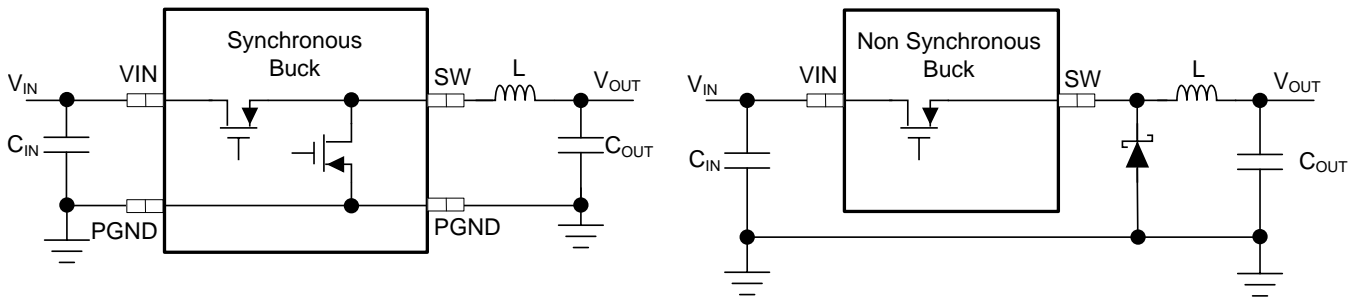 Synchronous
Buck
V_IN
VIN
SW
L
V_OUT
C_IN
C_OUT
PGND
PGND
Non Synchronous
Buck
V_IN
VIN
SW
L
V_OUT
C_IN
C_OUT